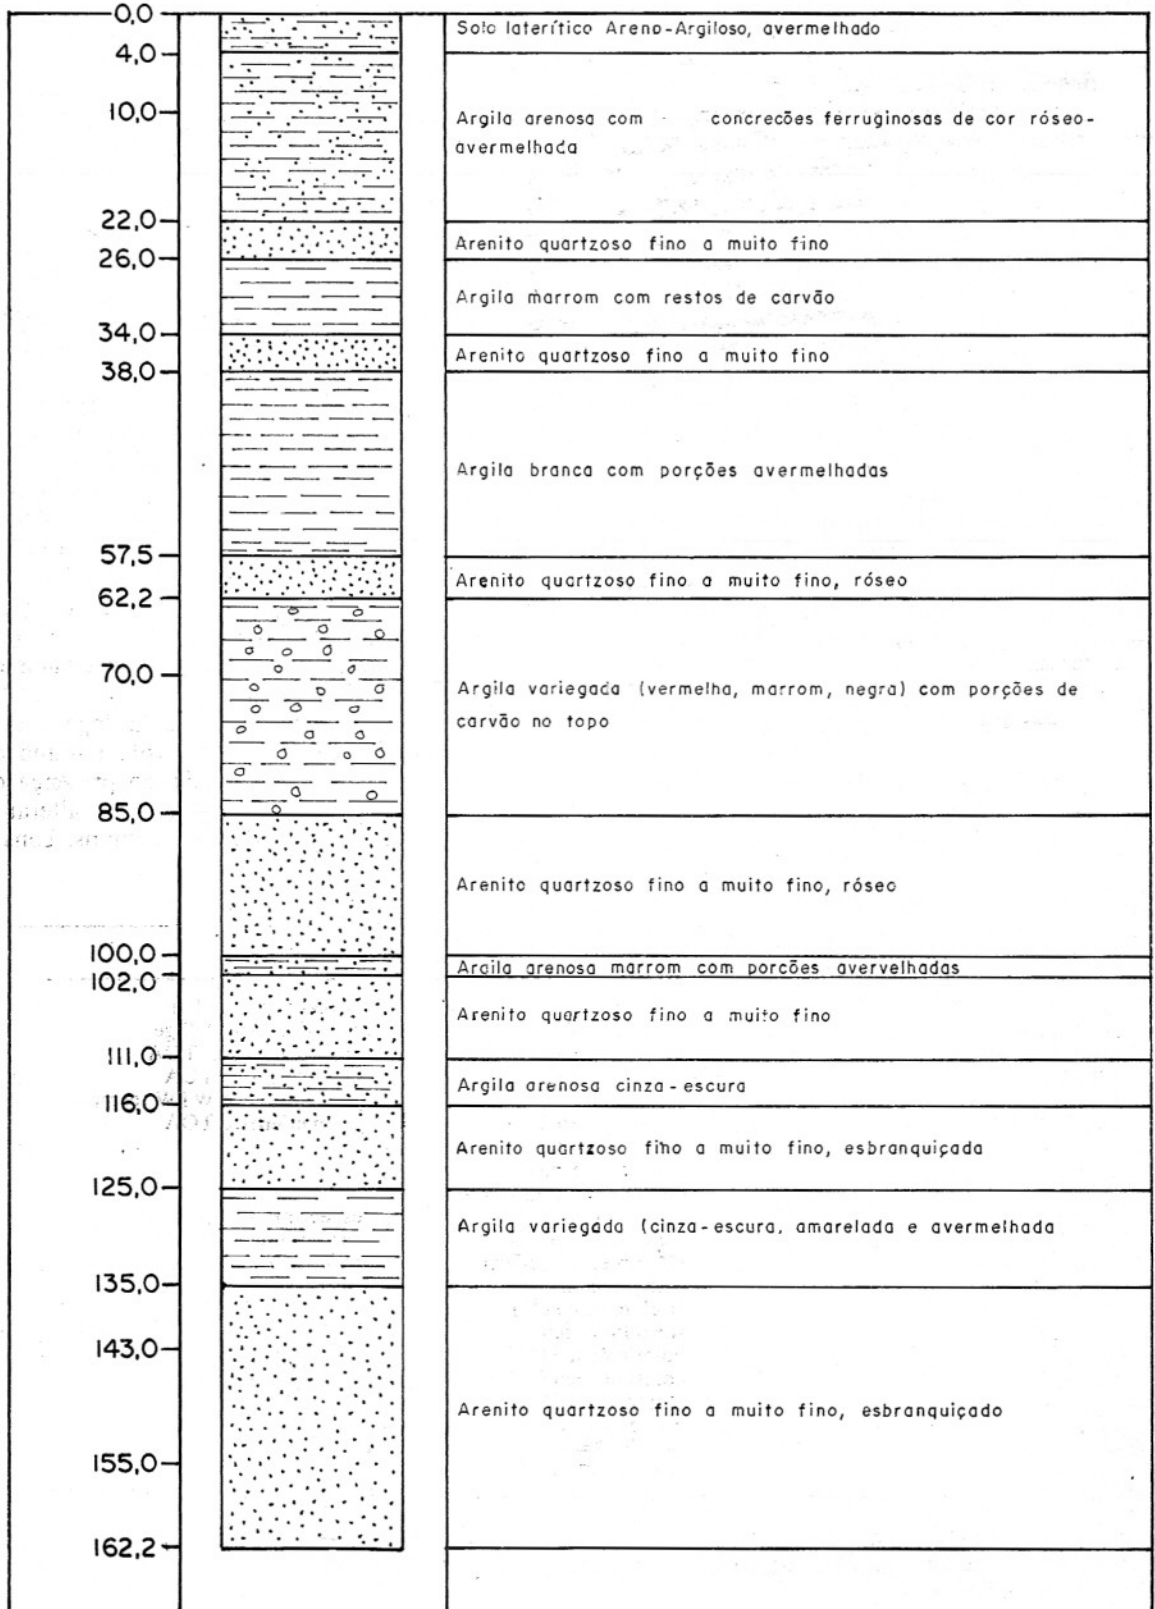 0,0
Solo laterítico Areno-Argiloso, avermelhado
4,0
10,0
Argila arenosa com concrecões ferruginosas de cor róseo-
avermelhada
22,0
Arenito quartzoso fino a muito fino
26,0
Argila marrom com restos de carvão
34,0
Arenito quartzoso fino a muito fino
38,0
Argila branca com porções avermelhadas
57,5
Arenito quartzoso fino a muito fino, róseo
62,2
70,0
Argila variegada (vermelha, marrom, negra) com porções de
carvão no topo
85,0
Arenito quartzoso fino a muito fino, róseo
100,0
Argila arenosa marrom com porcões avervelhadas
102,0
Arenito quartzoso fino a muito fino
111,0
Argila arenosa cinza-escura
116,0
Arenito quartzoso fino a muito fino, esbranquiçada
125,0
Argila variegada (cinza-escura, amarelada e avermelhada
135,0
143,0
Arenito quartzoso fino a muito fino, esbranquiçado
155,0
162,2